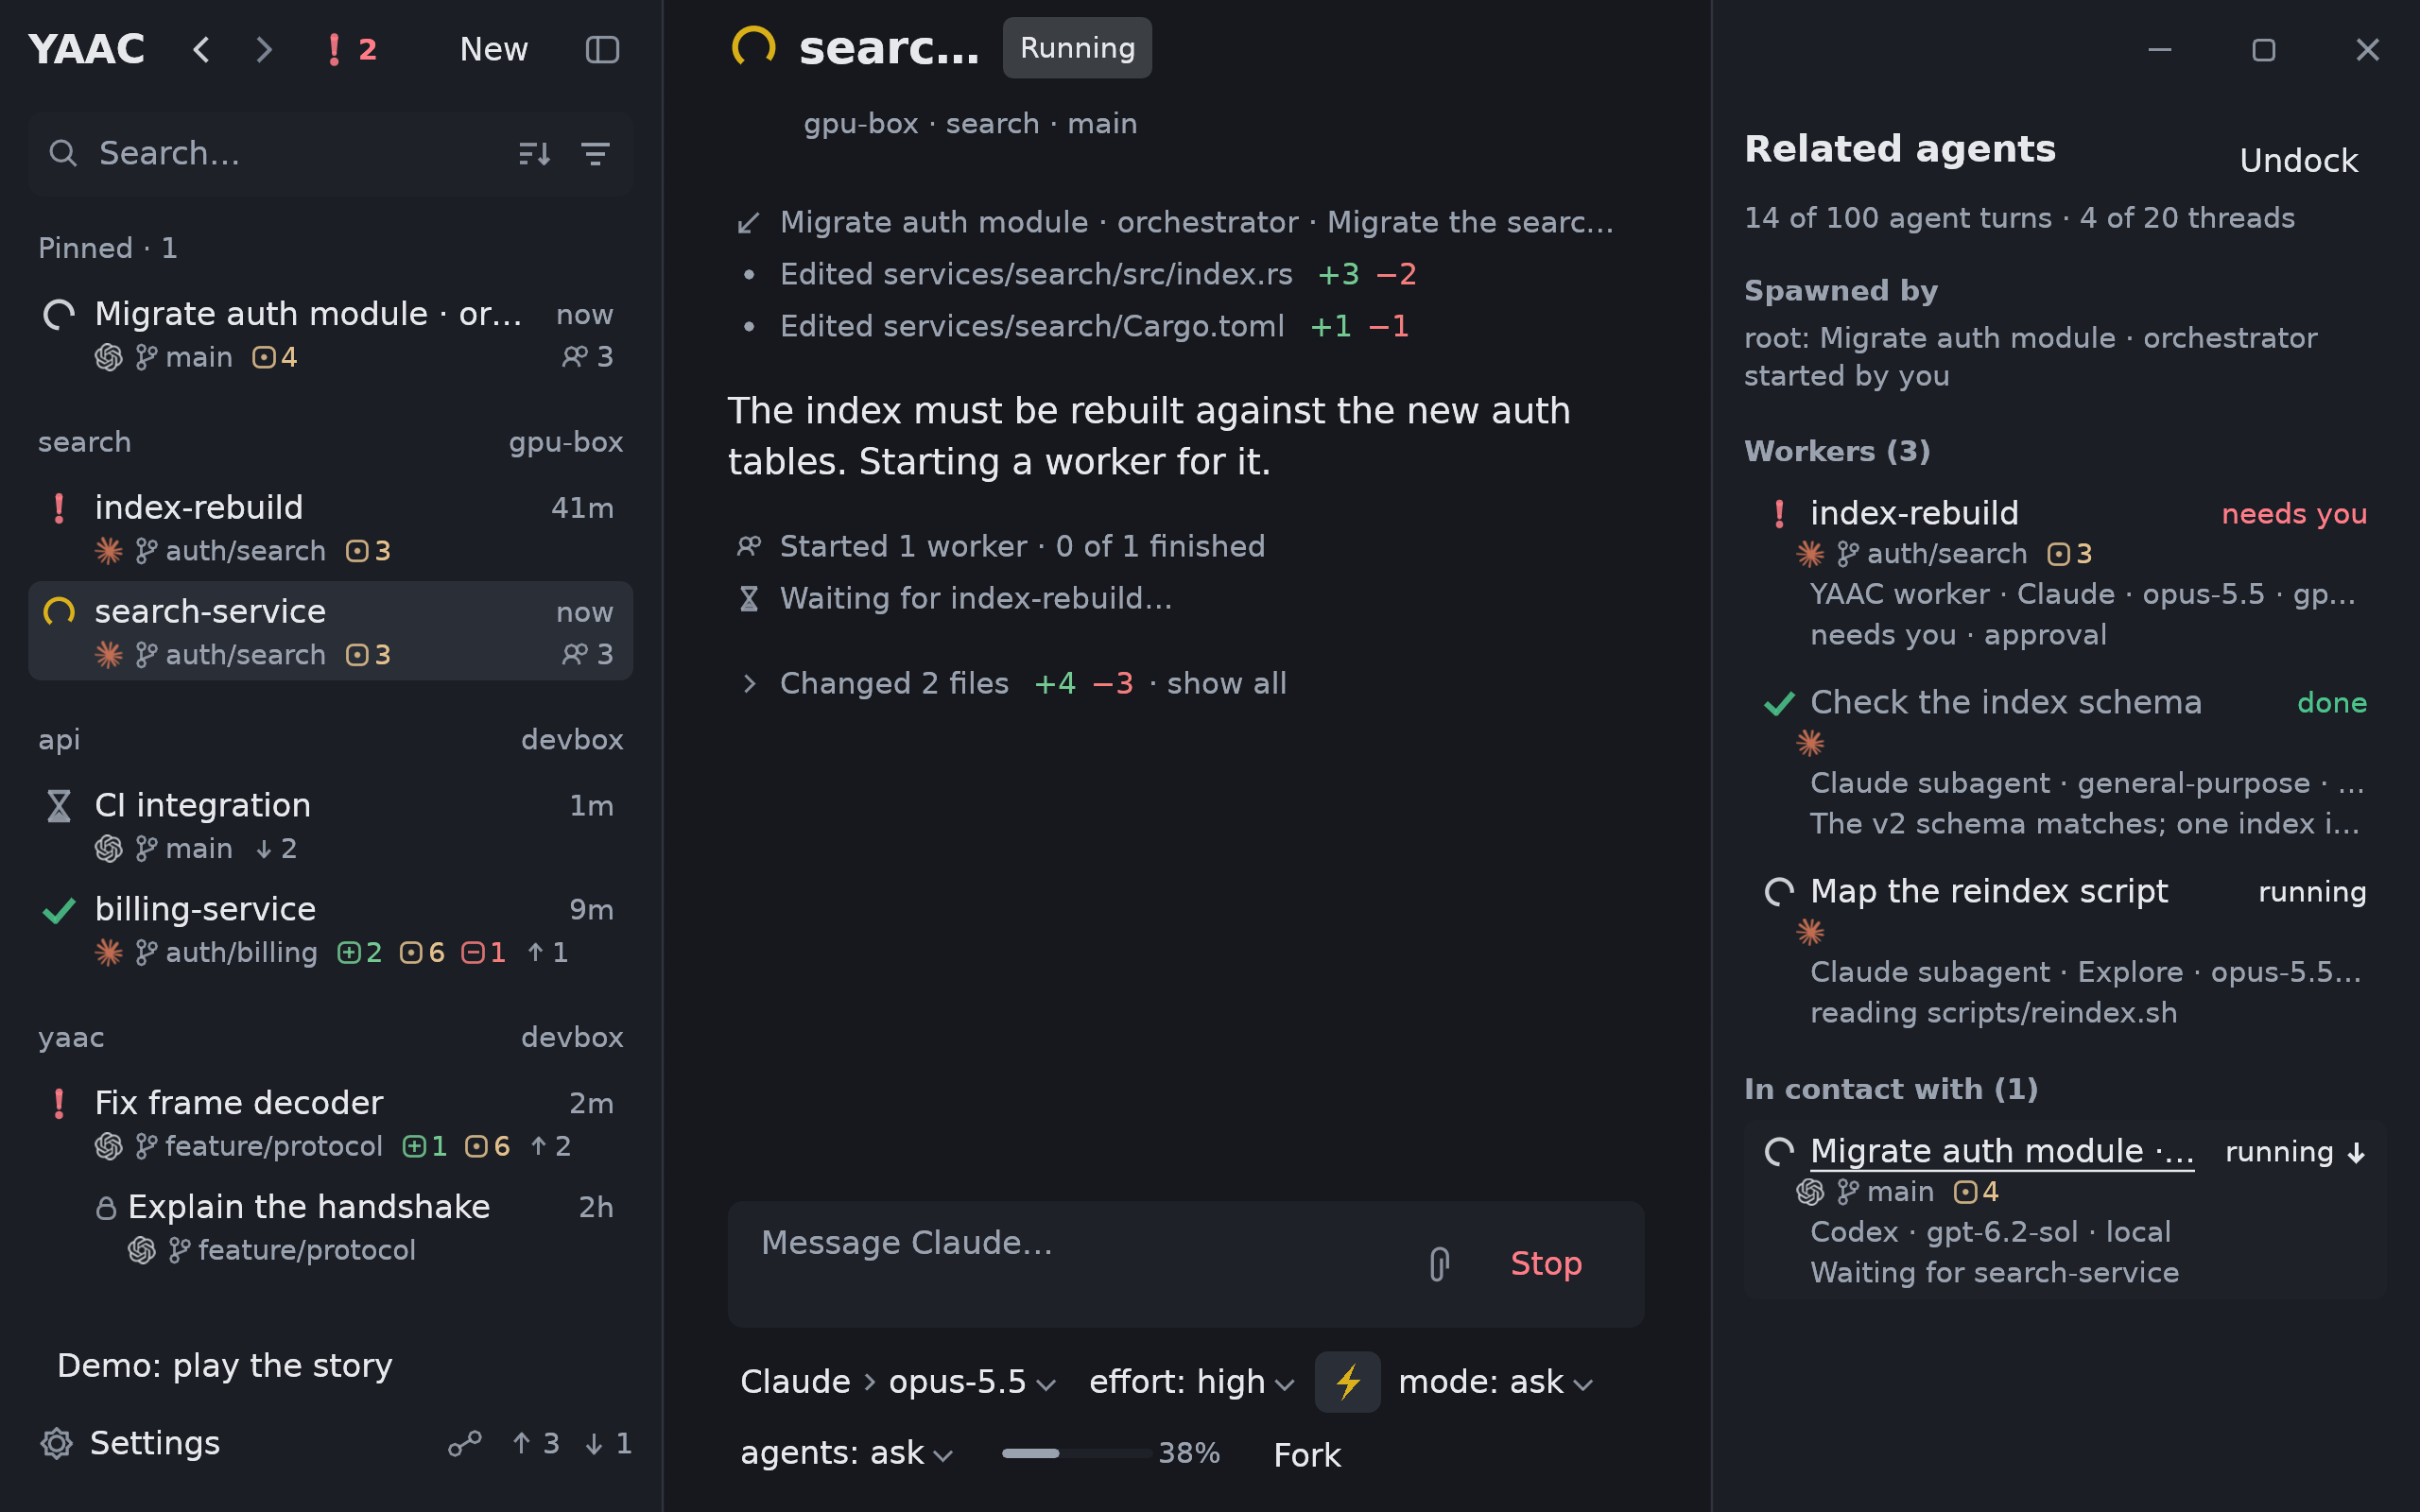 YAAC
2
New
Search…
Pinned · 1
Migrate auth module · or… now
main 4 3
search gpu-box
index-rebuild 41m
auth/search 3
search-service now
auth/search 3 3
api devbox
CI integration 1m
main ↓ 2
billing-service 9m
auth/billing 2 6 1 ↑ 1
yaac devbox
Fix frame decoder 2m
feature/protocol 1 6 ↑ 2
Explain the handshake 2h
feature/protocol
Demo: play the story
Settings ↑ 3 ↓ 1
searc… Running
gpu-box · search · main
Migrate auth module · orchestrator · Migrate the searc…
• Edited services/search/src/index.rs +3 −2
• Edited services/search/Cargo.toml +1 −1
The index must be rebuilt against the new auth
tables. Starting a worker for it.
Started 1 worker · 0 of 1 finished
Waiting for index-rebuild…
Changed 2 files +4 −3 · show all
Message Claude…
Stop
Claude › opus-5.5 effort: high mode: ask
agents: ask 38% Fork
Related agents
Undock
14 of 100 agent turns · 4 of 20 threads
Spawned by
root: Migrate auth module · orchestrator
started by you
Workers (3)
index-rebuild needs you
auth/search 3
YAAC worker · Claude · opus-5.5 · gp…
needs you · approval
Check the index schema done
Claude subagent · general-purpose · …
The v2 schema matches; one index i…
Map the reindex script running
Claude subagent · Explore · opus-5.5…
reading scripts/reindex.sh
In contact with (1)
Migrate auth module ·… running ↓
main 4
Codex · gpt-6.2-sol · local
Waiting for search-service